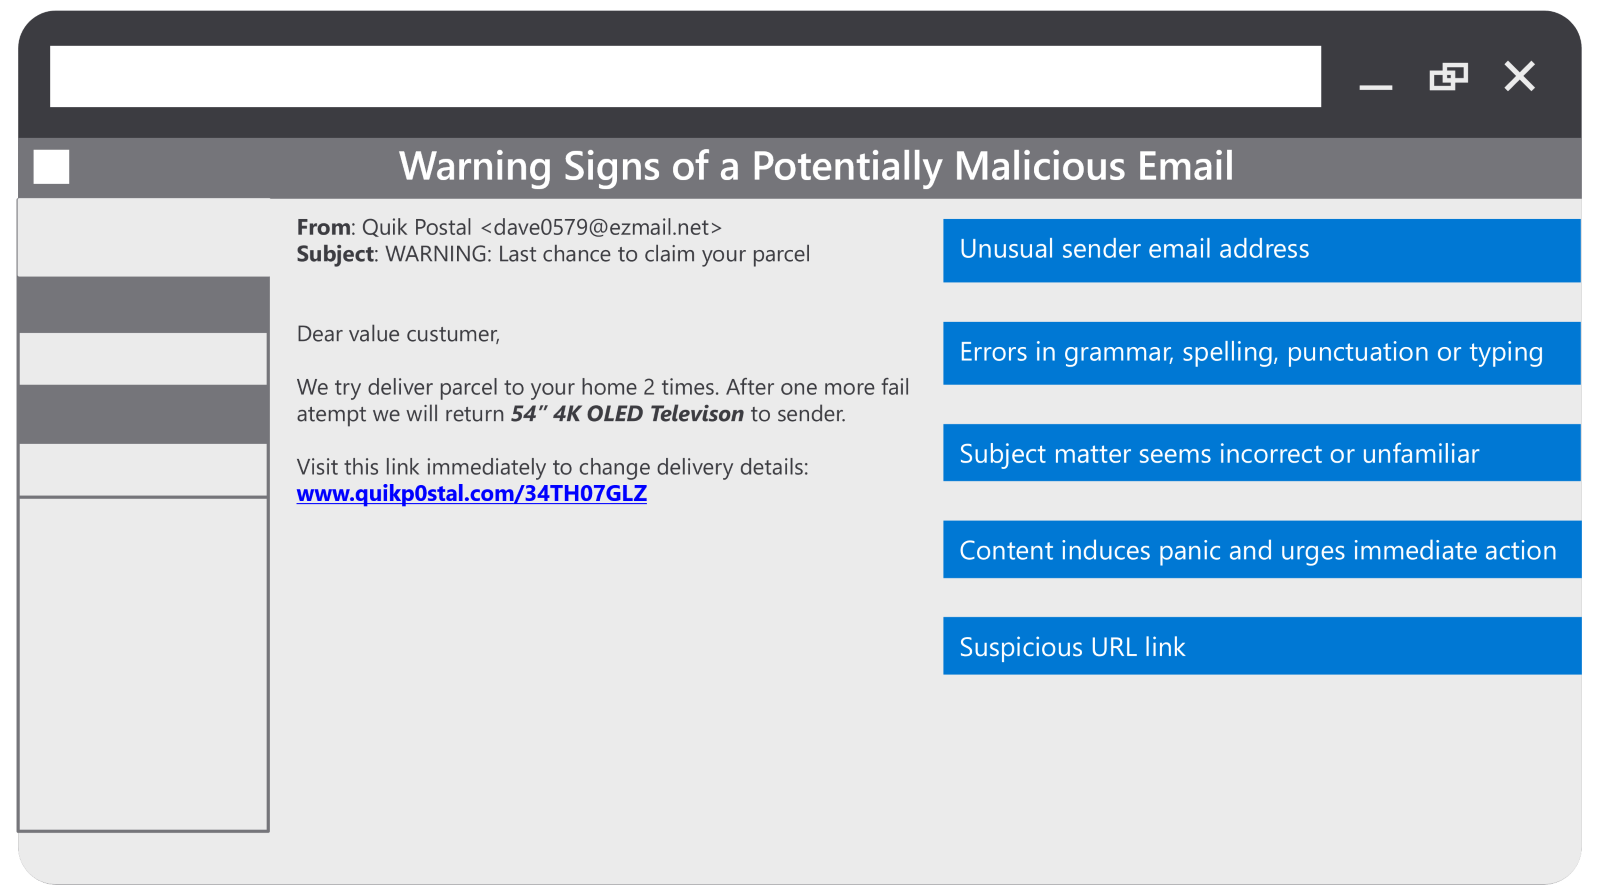 Warning Signs of a Potentially Malicious Email
From: Quik Postal <dave0579@ezmail.net>
Subject: WARNING: Last chance to claim your parcel
Dear value custumer,
We try deliver parcel to your home 2 times. After one more fail
atempt we will return 54” 4K OLED Televison to sender.
Visit this link immediately to change delivery details:
www.quikp0stal.com/34TH07GLZ
Unusual sender email address
Errors in grammar, spelling, punctuation or typing
Subject matter seems incorrect or unfamiliar
Content induces panic and urges immediate action
Suspicious URL link